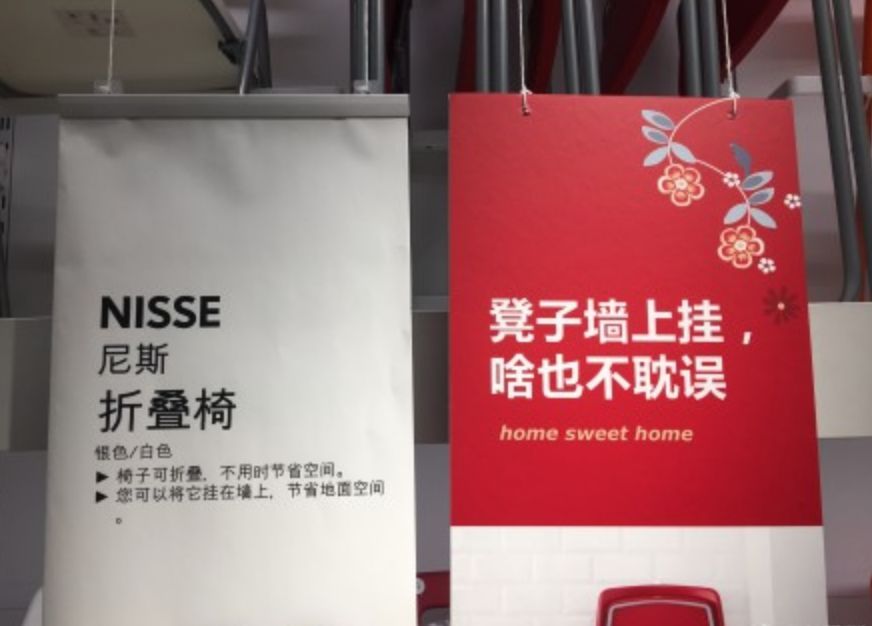 NISSE
尼斯
折叠椅
银色/白色
▶ 椅子可折叠，不用时节省空间。
▶ 您可以将它挂在墙上，节省地面空间
。
凳子墙上挂，
啥也不耽误
home sweet home